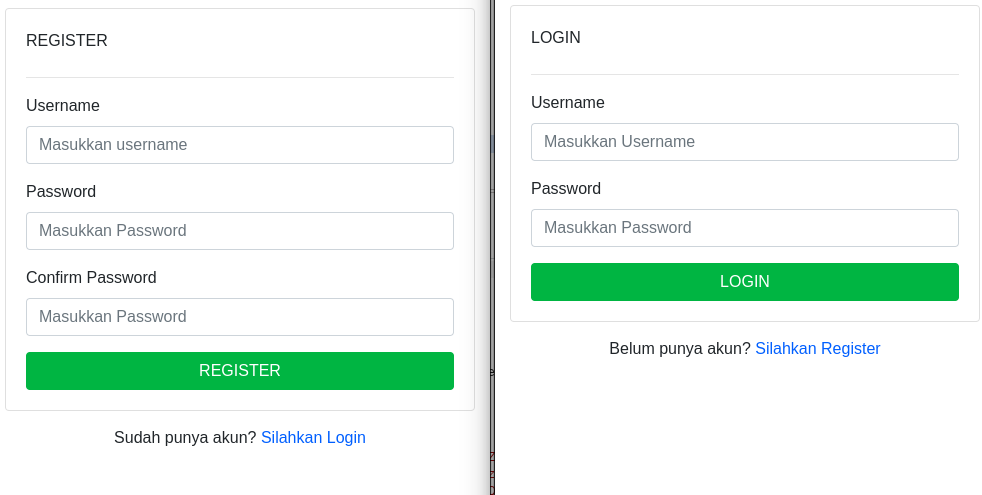 REGISTER
Username
Masukkan username
Password
Masukkan Password
Confirm Password
Masukkan Password
REGISTER
Sudah punya akun? Silahkan Login
LOGIN
Username
Masukkan Username
Password
Masukkan Password
LOGIN
Belum punya akun? Silahkan Register